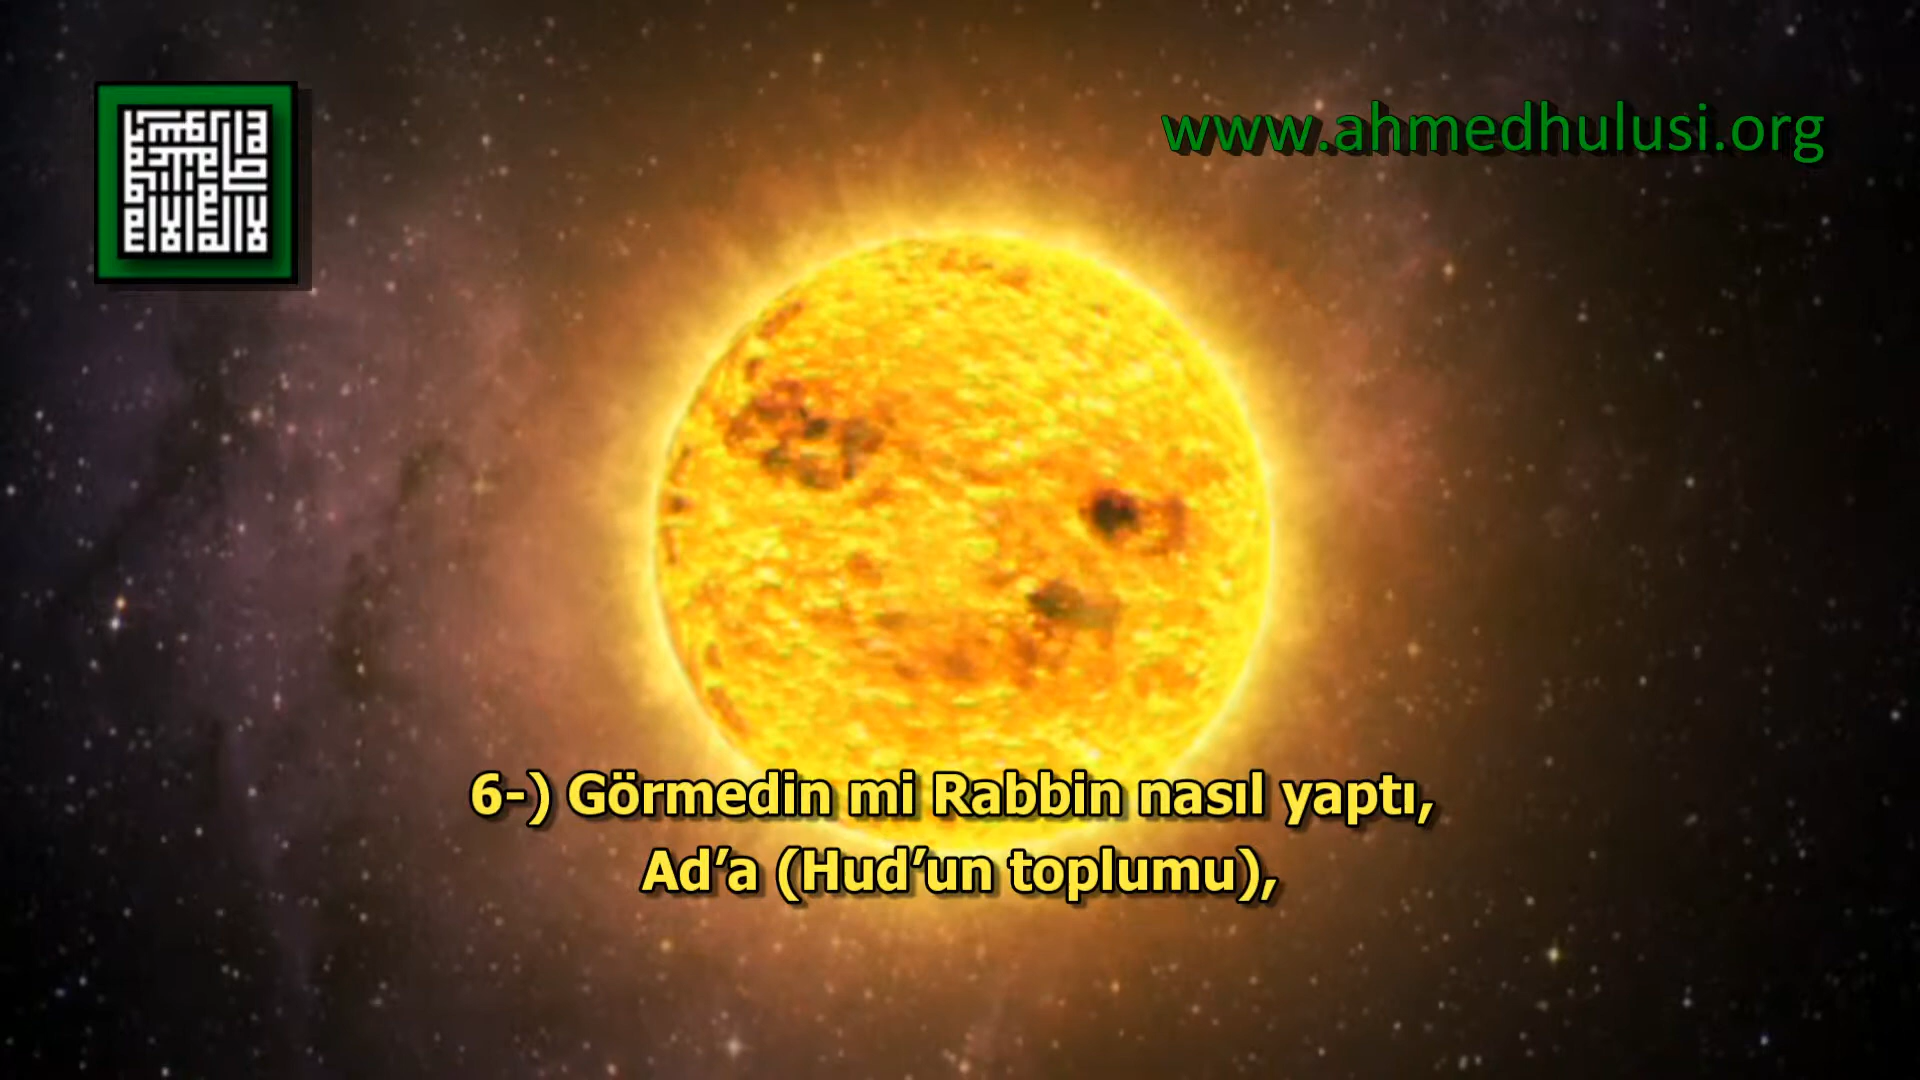 www.ahmedhulusi.org
6-) Görmedin mi Rabbin nasıl yaptı,
Ad’a (Hud’un toplumu),